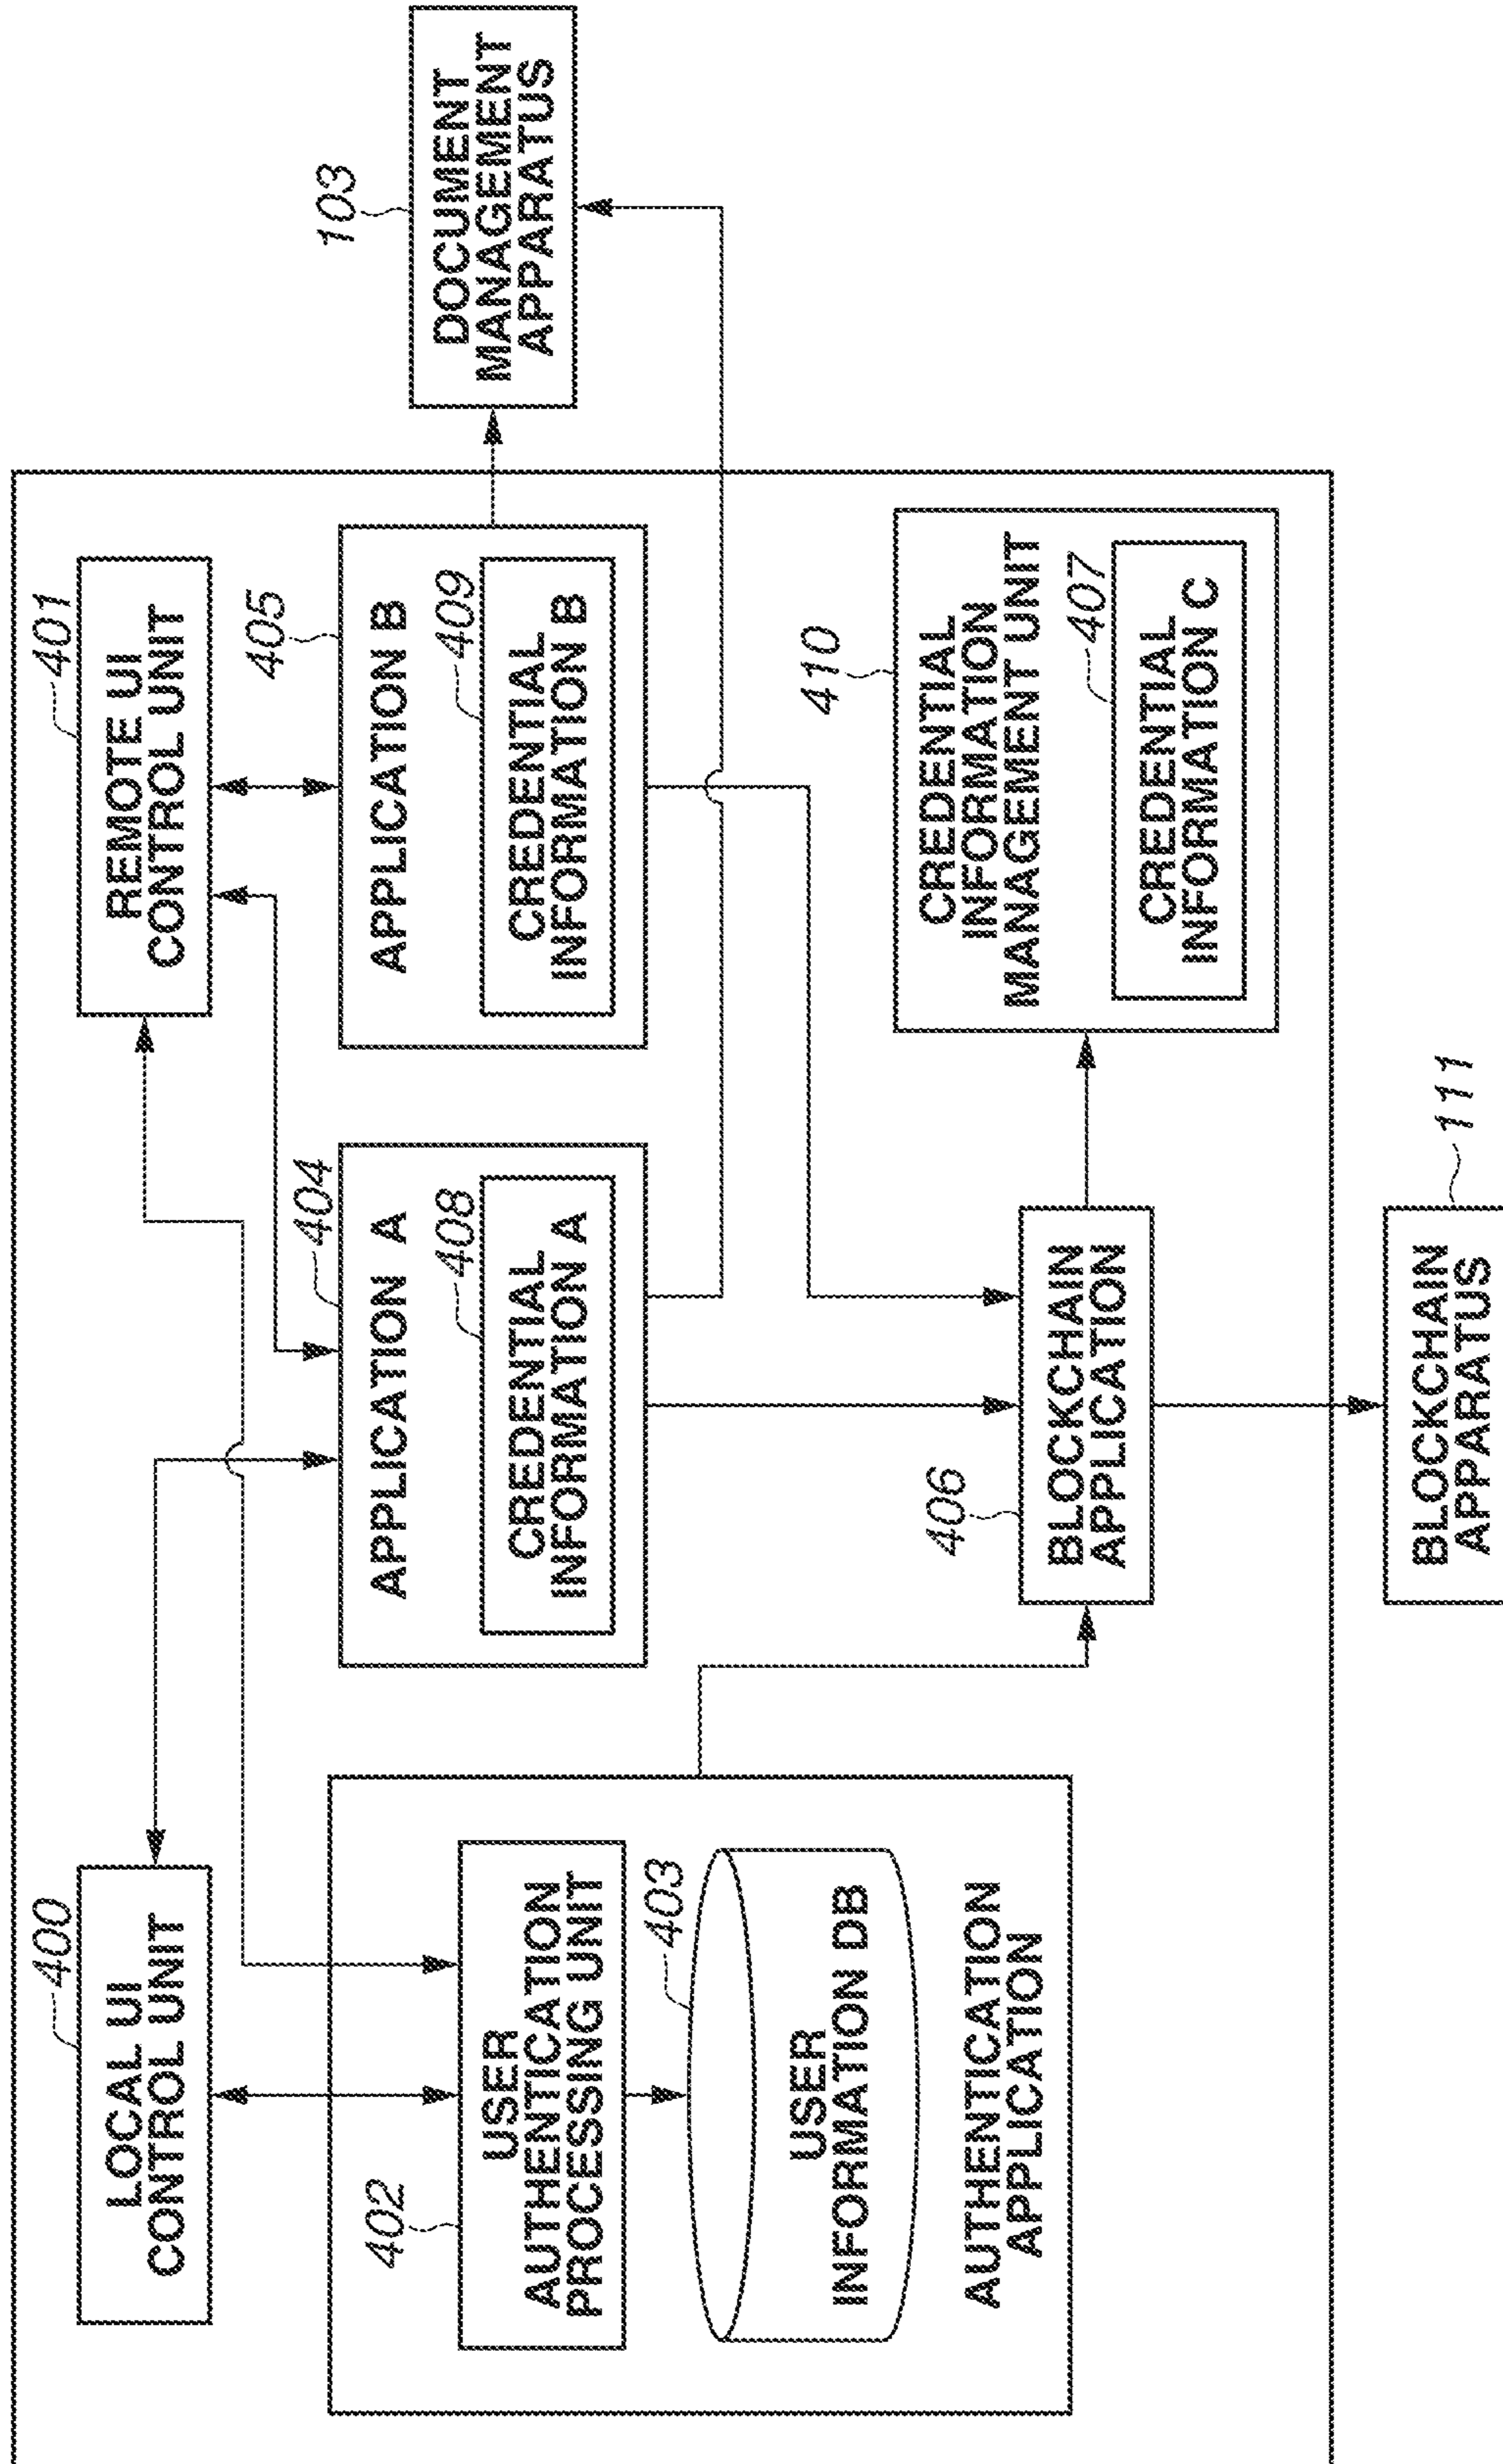 400
LOCAL UI
CONTROL UNIT
401
REMOTE UI
CONTROL UNIT
402
USER
AUTHENTICATION
PROCESSING UNIT
403
USER
INFORMATION DB
AUTHENTICATION
APPLICATION
404
APPLICATION A
408
CREDENTIAL
INFORMATION A
405
APPLICATION B
409
CREDENTIAL
INFORMATION B
103
DOCUMENT
MANAGEMENT
APPARATUS
406
BLOCKCHAIN
APPLICATION
410
CREDENTIAL
INFORMATION
MANAGEMENT UNIT
407
CREDENTIAL
INFORMATION C
111
BLOCKCHAIN
APPARATUS